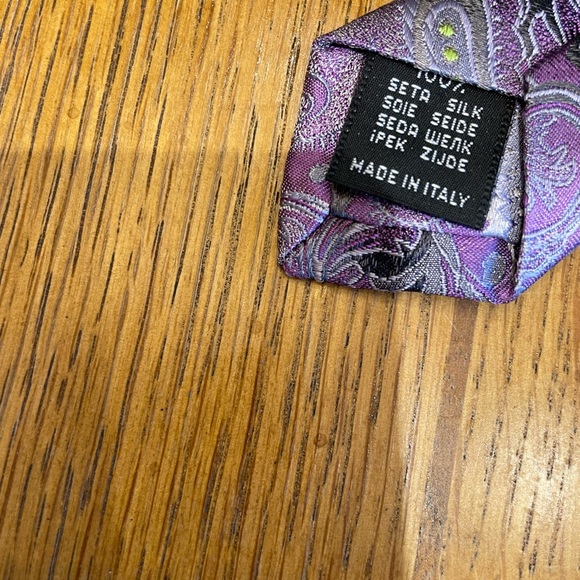 100%
SETA SILK
SOIE SEIDE
SEDA ШЕЛК
İPEK ZIJDE
MADE IN ITALY